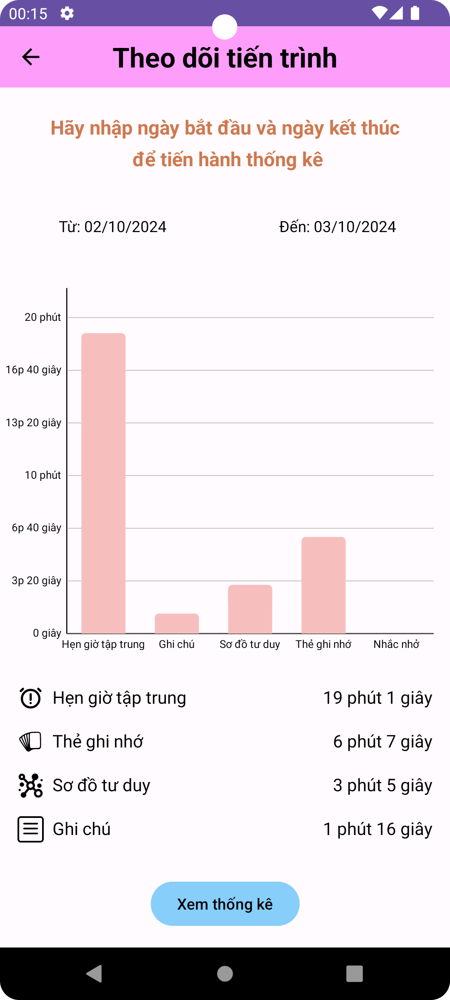 00:15
Theo dõi tiến trình
Hãy nhập ngày bắt đầu và ngày kết thúc
để tiến hành thống kê
Từ: 02/10/2024
Đến: 03/10/2024
20 phút
16p 40 giây
13p 20 giây
10 phút
6p 40 giây
3p 20 giây
0 giây
Hẹn giờ tập trung
Ghi chú
Sơ đồ tư duy
Thẻ ghi nhớ
Nhắc nhở
Hẹn giờ tập trung 19 phút 1 giây
Thẻ ghi nhớ 6 phút 7 giây
Sơ đồ tư duy 3 phút 5 giây
Ghi chú 1 phút 16 giây
Xem thống kê